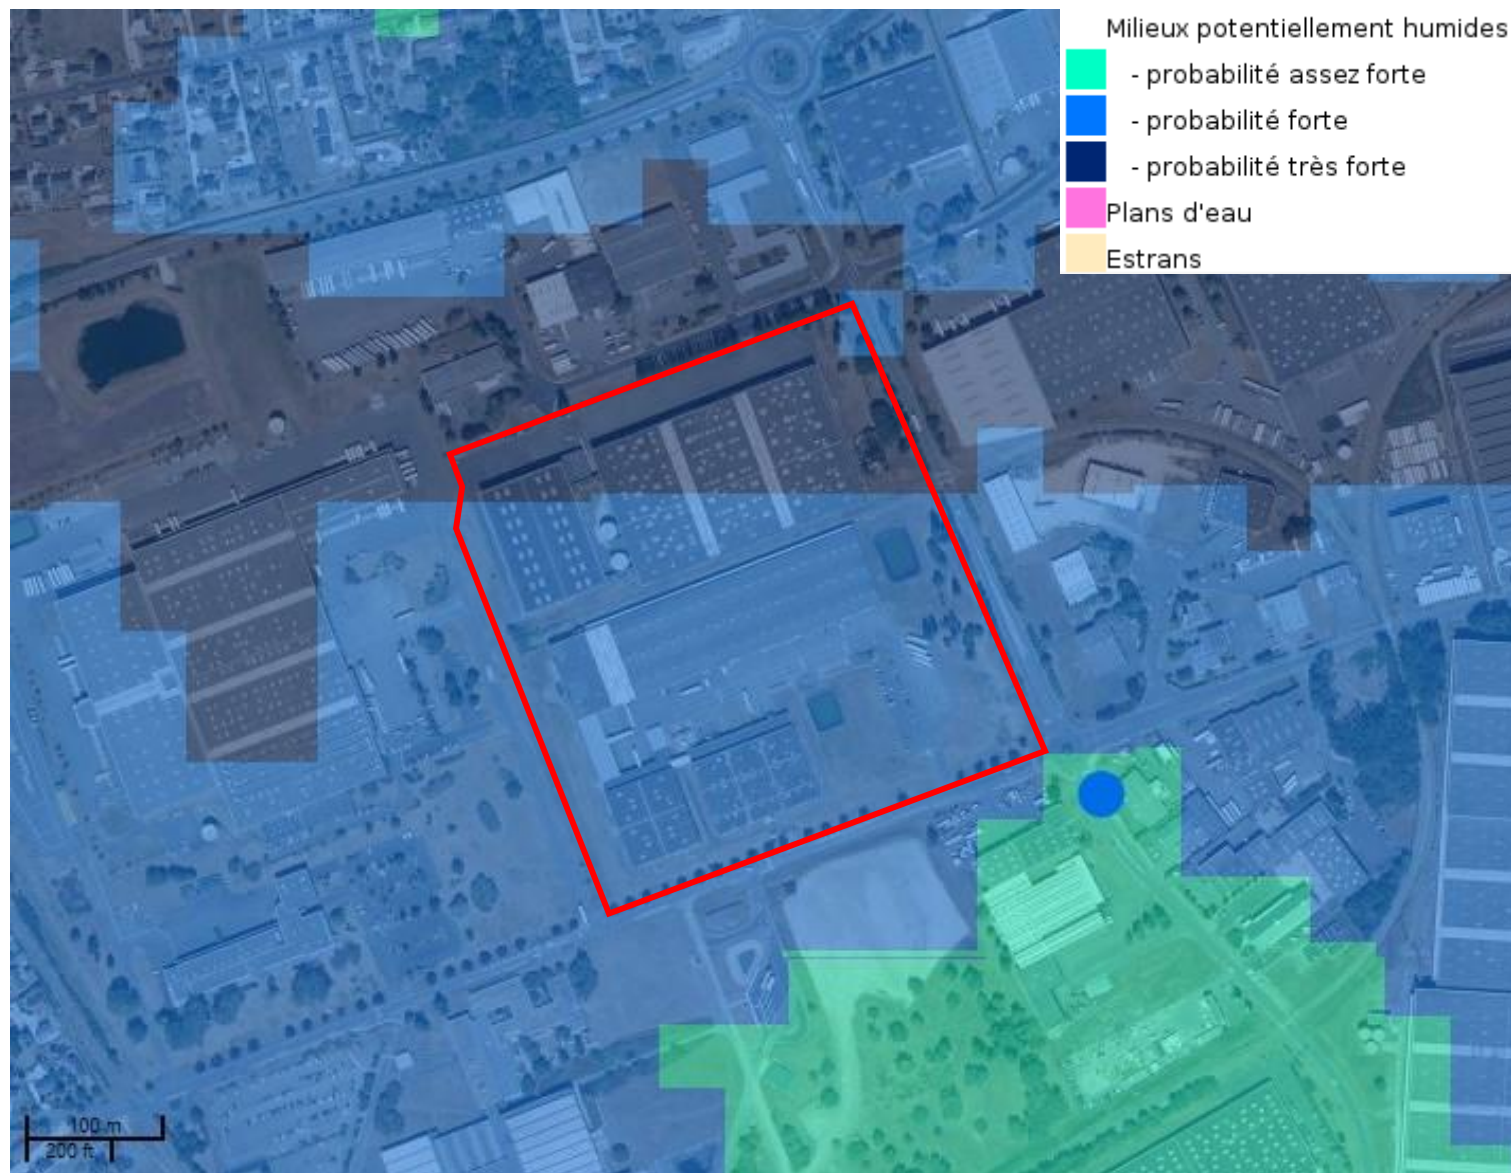 Milieux potentiellement humides
- probabilité assez forte
- probabilité forte
- probabilité très forte
Plans d'eau
Estrans
100 m
200 ft